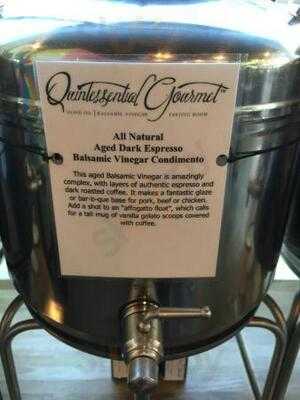 Quintessential Gourmet™
OLIVE OIL | BALSAMIC VINEGAR TASTING ROOM
All Natural
Aged Dark Espresso
Balsamic Vinegar Condimento
This aged Balsamic Vinegar is amazingly
complex, with layers of authentic espresso and
dark roasted coffee. It makes a fantastic glaze
or bar-b-que base for pork, beef or chicken.
Add a shot to an "affogatto float", which calls
for a tall mug of vanilla gelato scoops covered
with coffee.